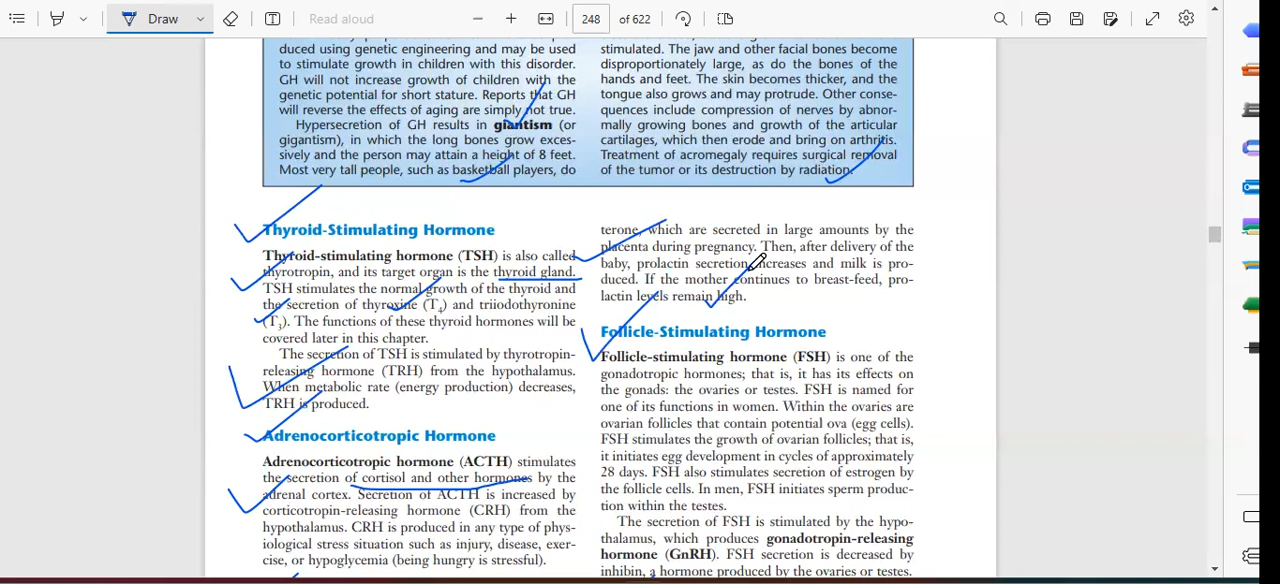 Draw
Read aloud
248 of 622
duced using genetic engineering and may be used
to stimulate growth in children with this disorder.
GH will not increase growth of children with the
genetic potential for short stature. Reports that GH
will reverse the effects of aging are simply not true.
Hypersecretion of GH results in giantism (or
gigantism), in which the long bones grow exces-
sively and the person may attain a height of 8 feet.
Most very tall people, such as basketball players, do
stimulated. The jaw and other facial bones become
disproportionately large, as do the bones of the
hands and feet. The skin becomes thicker, and the
tongue also grows and may protrude. Other conse-
quences include compression of nerves by abnor-
mally growing bones and growth of the articular
cartilages, which then erode and bring on arthritis.
Treatment of acromegaly requires surgical removal
of the tumor or its destruction by radiation.
Thyroid-Stimulating Hormone
Thyroid-stimulating hormone (TSH) is also called
thyrotropin, and its target organ is the thyroid gland.
TSH stimulates the normal growth of the thyroid and
the secretion of thyroxine (T4) and triiodothyronine
(T3). The functions of these thyroid hormones will be
covered later in this chapter.
The secretion of TSH is stimulated by thyrotropin-
releasing hormone (TRH) from the hypothalamus.
When metabolic rate (energy production) decreases,
TRH is produced.
Adrenocorticotropic Hormone
Adrenocorticotropic hormone (ACTH) stimulates
the secretion of cortisol and other hormones by the
adrenal cortex. Secretion of ACTH is increased by
corticotropin-releasing hormone (CRH) from the
hypothalamus. CRH is produced in any type of phys-
iological stress situation such as injury, disease, exer-
cise, or hypoglycemia (being hungry is stressful).
terone, which are secreted in large amounts by the
placenta during pregnancy. Then, after delivery of the
baby, prolactin secretion increases and milk is pro-
duced. If the mother continues to breast-feed, pro-
lactin levels remain high.
Follicle-Stimulating Hormone
Follicle-stimulating hormone (FSH) is one of the
gonadotropic hormones; that is, it has its effects on
the gonads: the ovaries or testes. FSH is named for
one of its functions in women. Within the ovaries are
ovarian follicles that contain potential ova (egg cells).
FSH stimulates the growth of ovarian follicles; that is,
it initiates egg development in cycles of approximately
28 days. FSH also stimulates secretion of estrogen by
the follicle cells. In men, FSH initiates sperm produc-
tion within the testes.
The secretion of FSH is stimulated by the hypo-
thalamus, which produces gonadotropin-releasing
hormone (GnRH). FSH secretion is decreased by
inhibin, a hormone produced by the ovaries or testes.